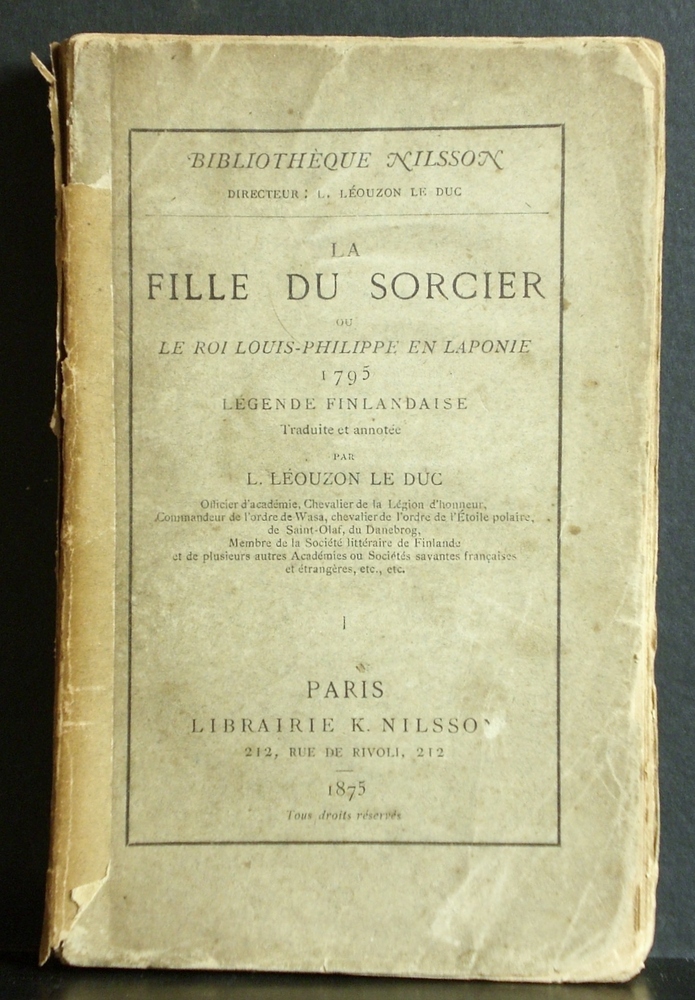 BIBLIOTHÈQUE NILSSON
DIRECTEUR : L. LÉOUZON LE DUC
LA
FILLE DU SORCIER
OU
LE ROI LOUIS-PHILIPPE EN LAPONIE
1795
LÉGENDE FINLANDAISE
Traduite et annotée
PAR
L. LÉOUZON LE DUC
Officier d'académie, Chevalier de la Légion d'honneur,
Commandeur de l'ordre de Wasa, chevalier de l'ordre de l'Étoile polaire,
de Saint-Olaf, du Danebrog,
Membre de la Société littéraire de Finlande
et de plusieurs autres Académies ou Sociétés savantes françaises
et étrangères, etc., etc.
I
PARIS
LIBRAIRIE K. NILSSON
212, RUE DE RIVOLI, 212
1875
Tous droits réservés